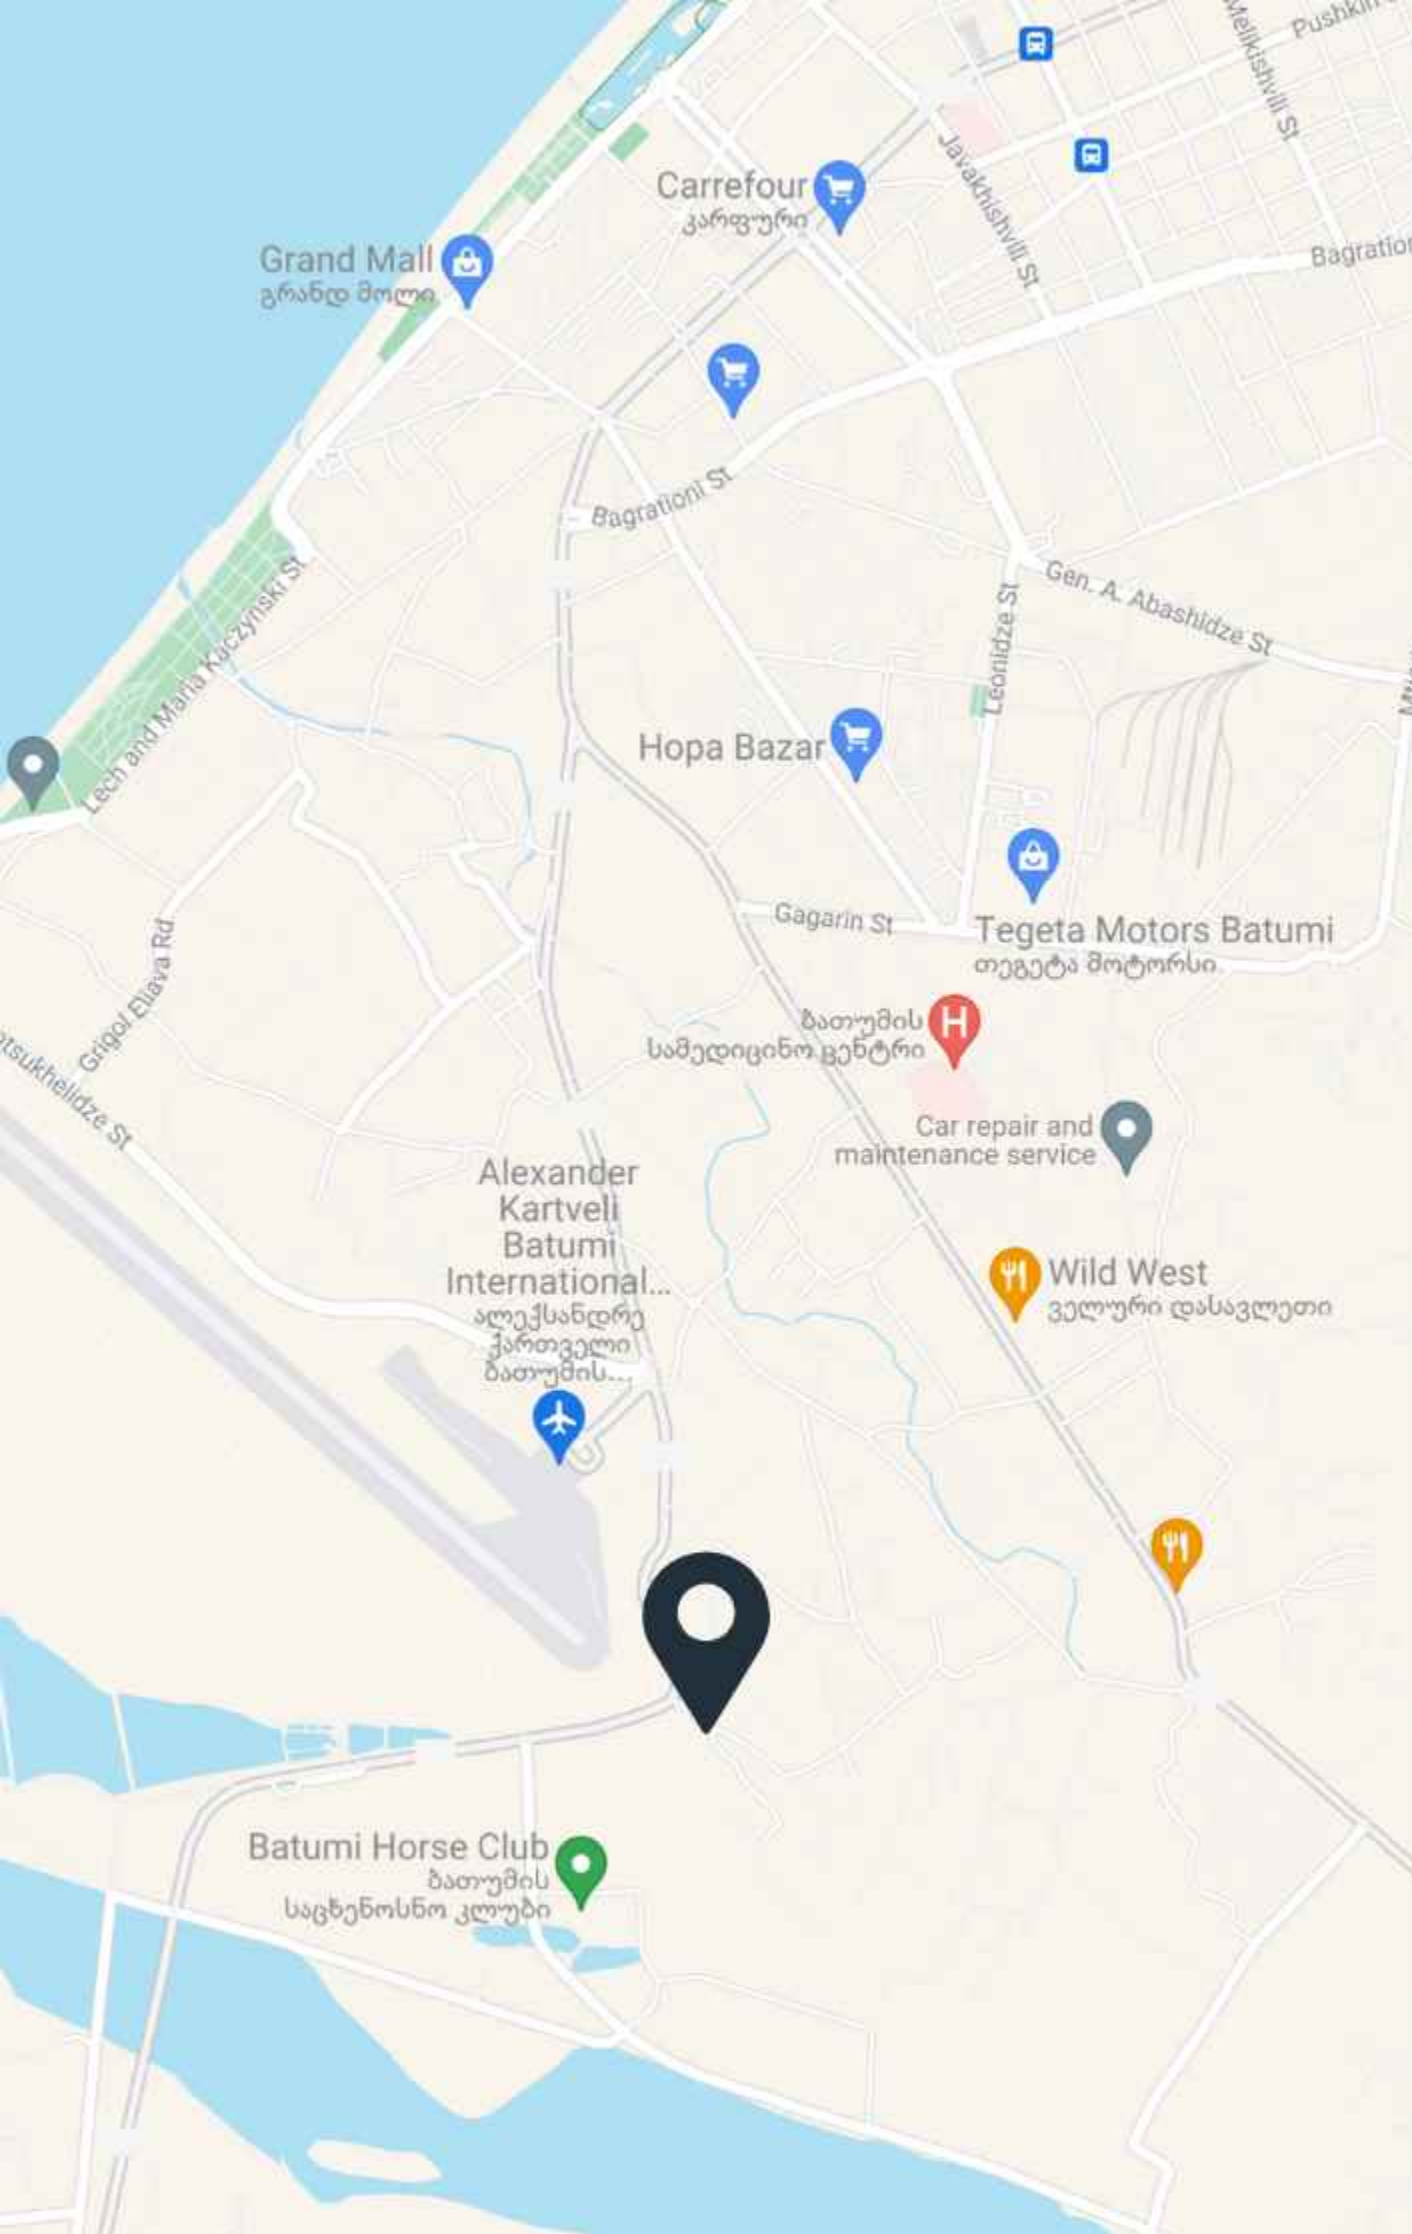 Pushkin
Melikishvili St
Javakhishvili St
Carrefour
კარფური
Grand Mall
გრანდ მოლი
Bagration
Bagrationi St
Gen. A. Abashidze St
Leonidze St
Lech and Maria Kaczyński St
Hopa Bazar
Gagarin St
Tegeta Motors Batumi
თეგეტა მოტორსი
Grigol Eliava Rd
otsukhelidze St
ბათუმის
სამედიცინო ცენტრი
Car repair and
maintenance service
Alexander
Kartveli
Batumi
International...
ალექსანდრე
ქართველი
ბათუმის...
Wild West
ველური დასავლეთი
Batumi Horse Club
ბათუმის
საცხენოსნო კლუბი